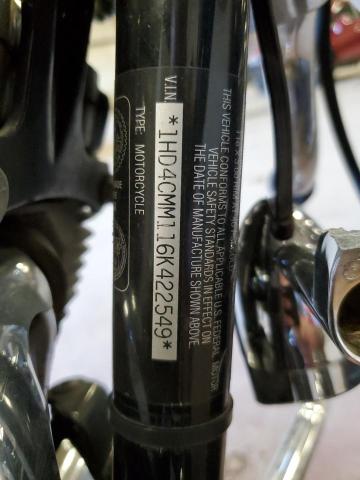 THIS VEHICLE CONFORMS TO ALL APPLICABLE U.S. FEDERAL MOTOR
VEHICLE SAFETY STANDARDS IN EFFECT ON
THE DATE OF MANUFACTURE SHOWN ABOVE
V.I.N.
*1HD4CMM116K422549*
TYPE: MOTORCYCLE